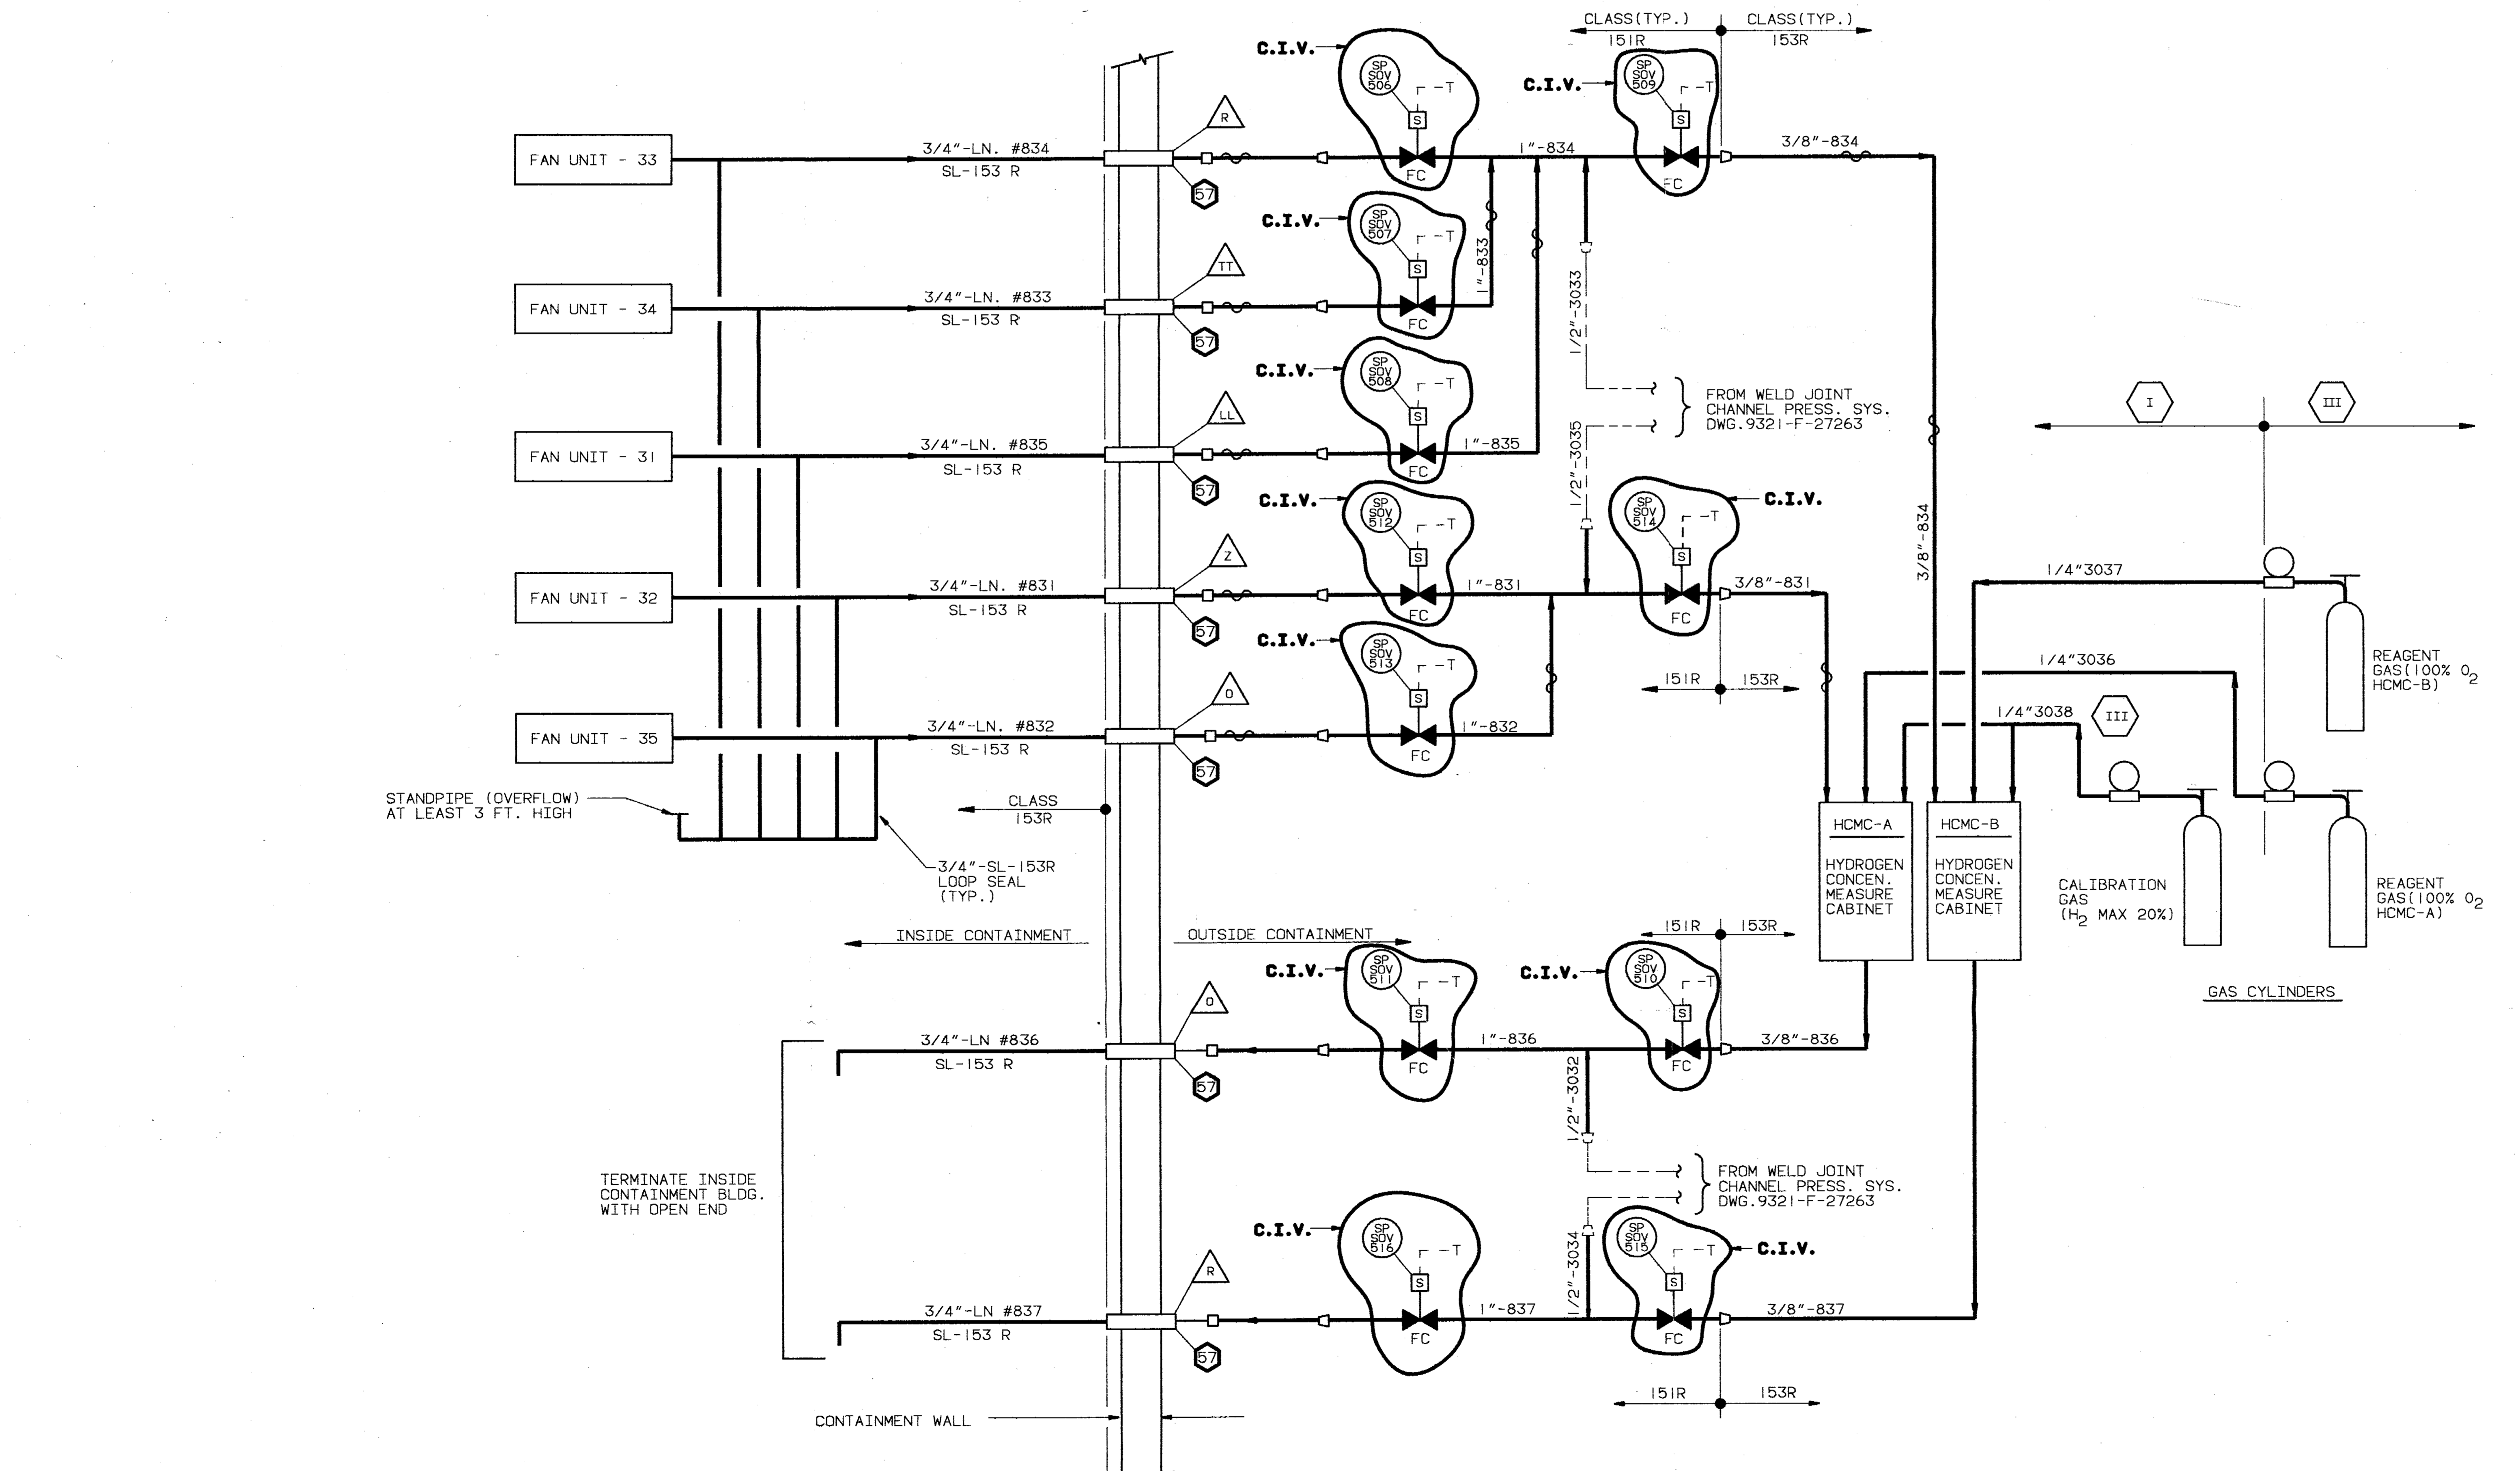 CLASS(TYP.)
151R
CLASS(TYP.)
153R
C.I.V.
SP
SOV
506
T
S
FC
C.I.V.
SP
SOV
509
T
S
FC
FAN UNIT - 33
3/4"-LN. #834
SL-153 R
R
57
1"-834
3/8"-834
C.I.V.
SP
SOV
507
T
S
FC
FAN UNIT - 34
3/4"-LN. #833
SL-153 R
TT
57
1"-833
1/2"-3033
C.I.V.
SP
SOV
508
T
S
FC
FAN UNIT - 31
3/4"-LN. #835
SL-153 R
LL
57
1"-835
FROM WELD JOINT
CHANNEL PRESS. SYS.
DWG.9321-F-27263
1/2"-3035
I
III
C.I.V.
SP
SOV
512
T
S
FC
SP
SOV
514
T
S
FC
C.I.V.
FAN UNIT - 32
3/4"-LN. #831
SL-153 R
Z
57
1"-831
3/8"-831
3/8"-834
1/4"3037
REAGENT
GAS(100% O2
HCMC-B)
C.I.V.
SP
SOV
513
T
S
FC
151R
153R
1/4"3036
1/4"3038
III
FAN UNIT - 35
3/4"-LN. #832
SL-153 R
O
57
1"-832
STANDPIPE (OVERFLOW)
AT LEAST 3 FT. HIGH
CLASS
153R
3/4"-SL-153R
LOOP SEAL
(TYP.)
HCMC-A
HYDROGEN
CONCEN.
MEASURE
CABINET
HCMC-B
HYDROGEN
CONCEN.
MEASURE
CABINET
CALIBRATION
GAS
(H2 MAX 20%)
REAGENT
GAS(100% O2
HCMC-A)
GAS CYLINDERS
INSIDE CONTAINMENT
OUTSIDE CONTAINMENT
151R
153R
C.I.V.
SP
SOV
511
T
S
FC
C.I.V.
SP
SOV
510
T
S
FC
3/4"-LN #836
SL-153 R
O
57
1"-836
3/8"-836
1/2"-3032
TERMINATE INSIDE
CONTAINMENT BLDG.
WITH OPEN END
FROM WELD JOINT
CHANNEL PRESS. SYS.
DWG.9321-F-27263
1/2"-3034
C.I.V.
SP
SOV
516
T
S
FC
SP
SOV
515
T
S
FC
C.I.V.
3/4"-LN #837
SL-153 R
R
57
1"-837
3/8"-837
151R
153R
CONTAINMENT WALL